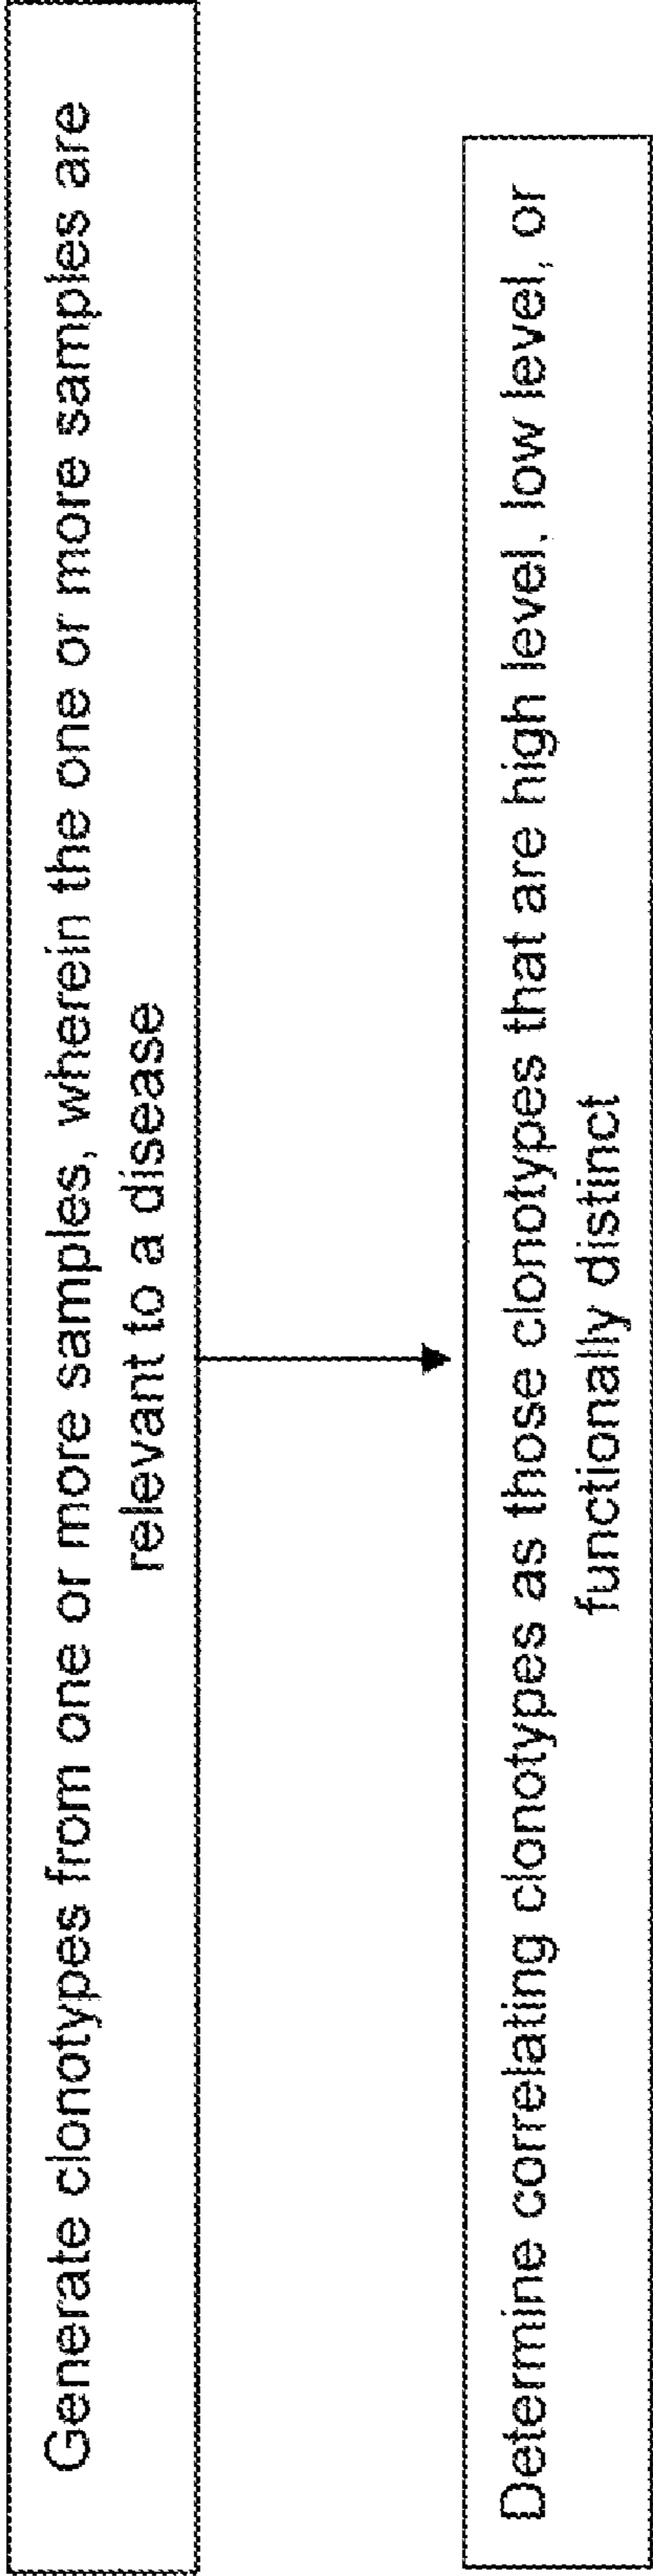 Generate clonotypes from one or more samples, wherein the one or more samples are
relevant to a disease
Determine correlating clonotypes as those clonotypes that are high level, low level, or
functionally distinct